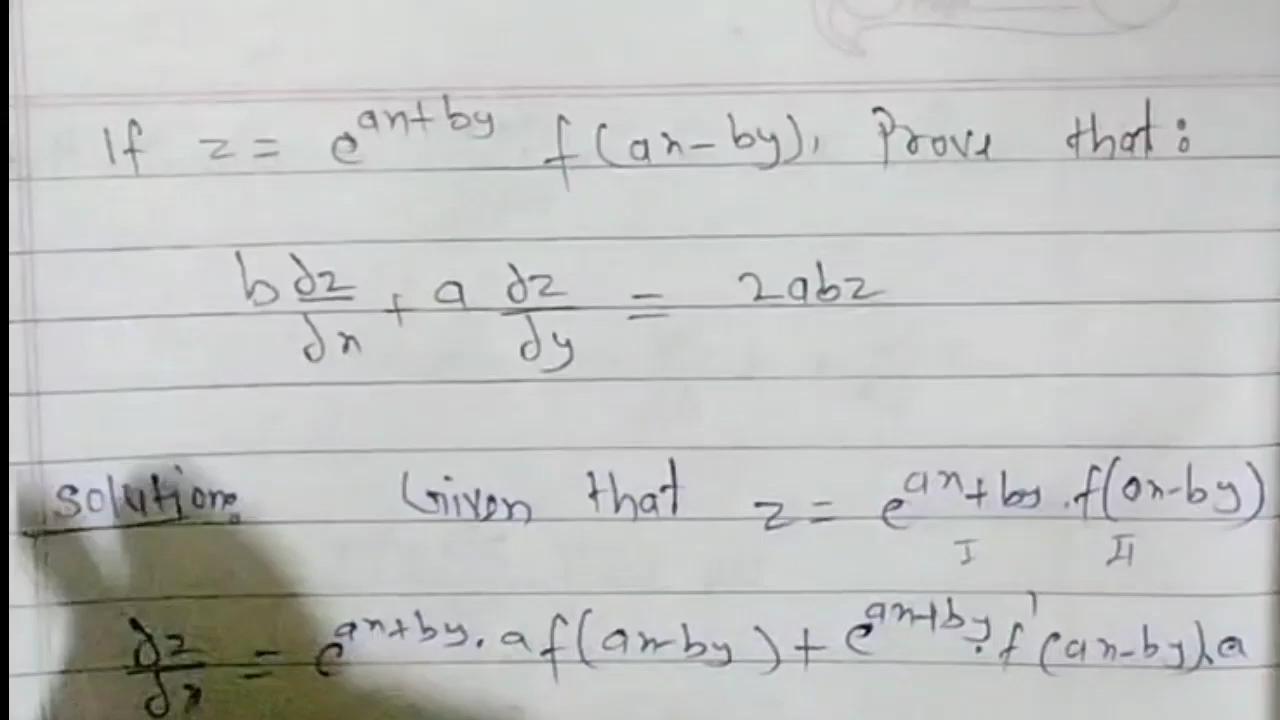 If z = e^{ax+by} f(ax-by), Prove that:
b ∂z/∂x + a ∂z/∂y = 2abz
Solution: Given that z = e^{ax+by} . f(ax-by)
I II
∂z/∂x = e^{ax+by} . a f(ax-by) + e^{ax+by} . f'(ax-by).a